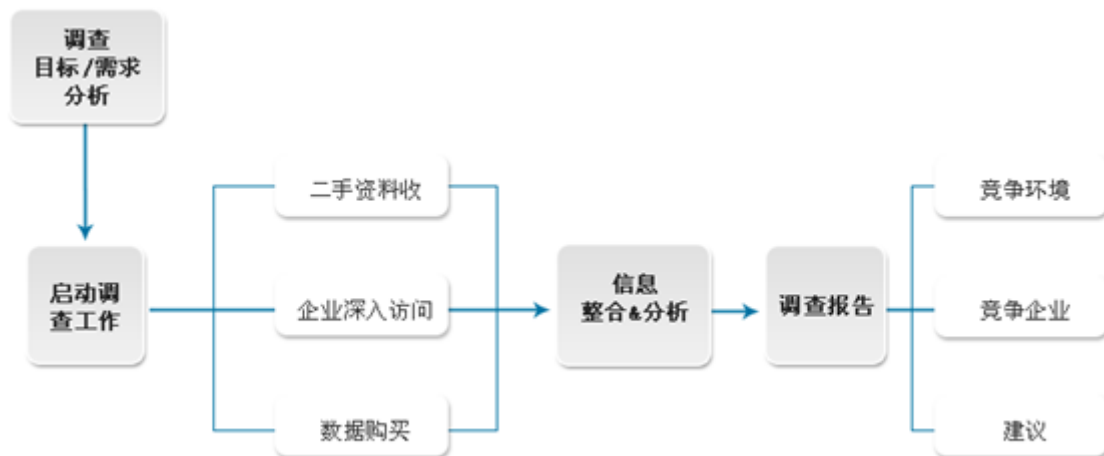 调查
目标/需求
分析
启动调
查工作
二手资料收
企业深入访问
数据购买
信息
整合&分析
调查报告
竞争环境
竞争企业
建议